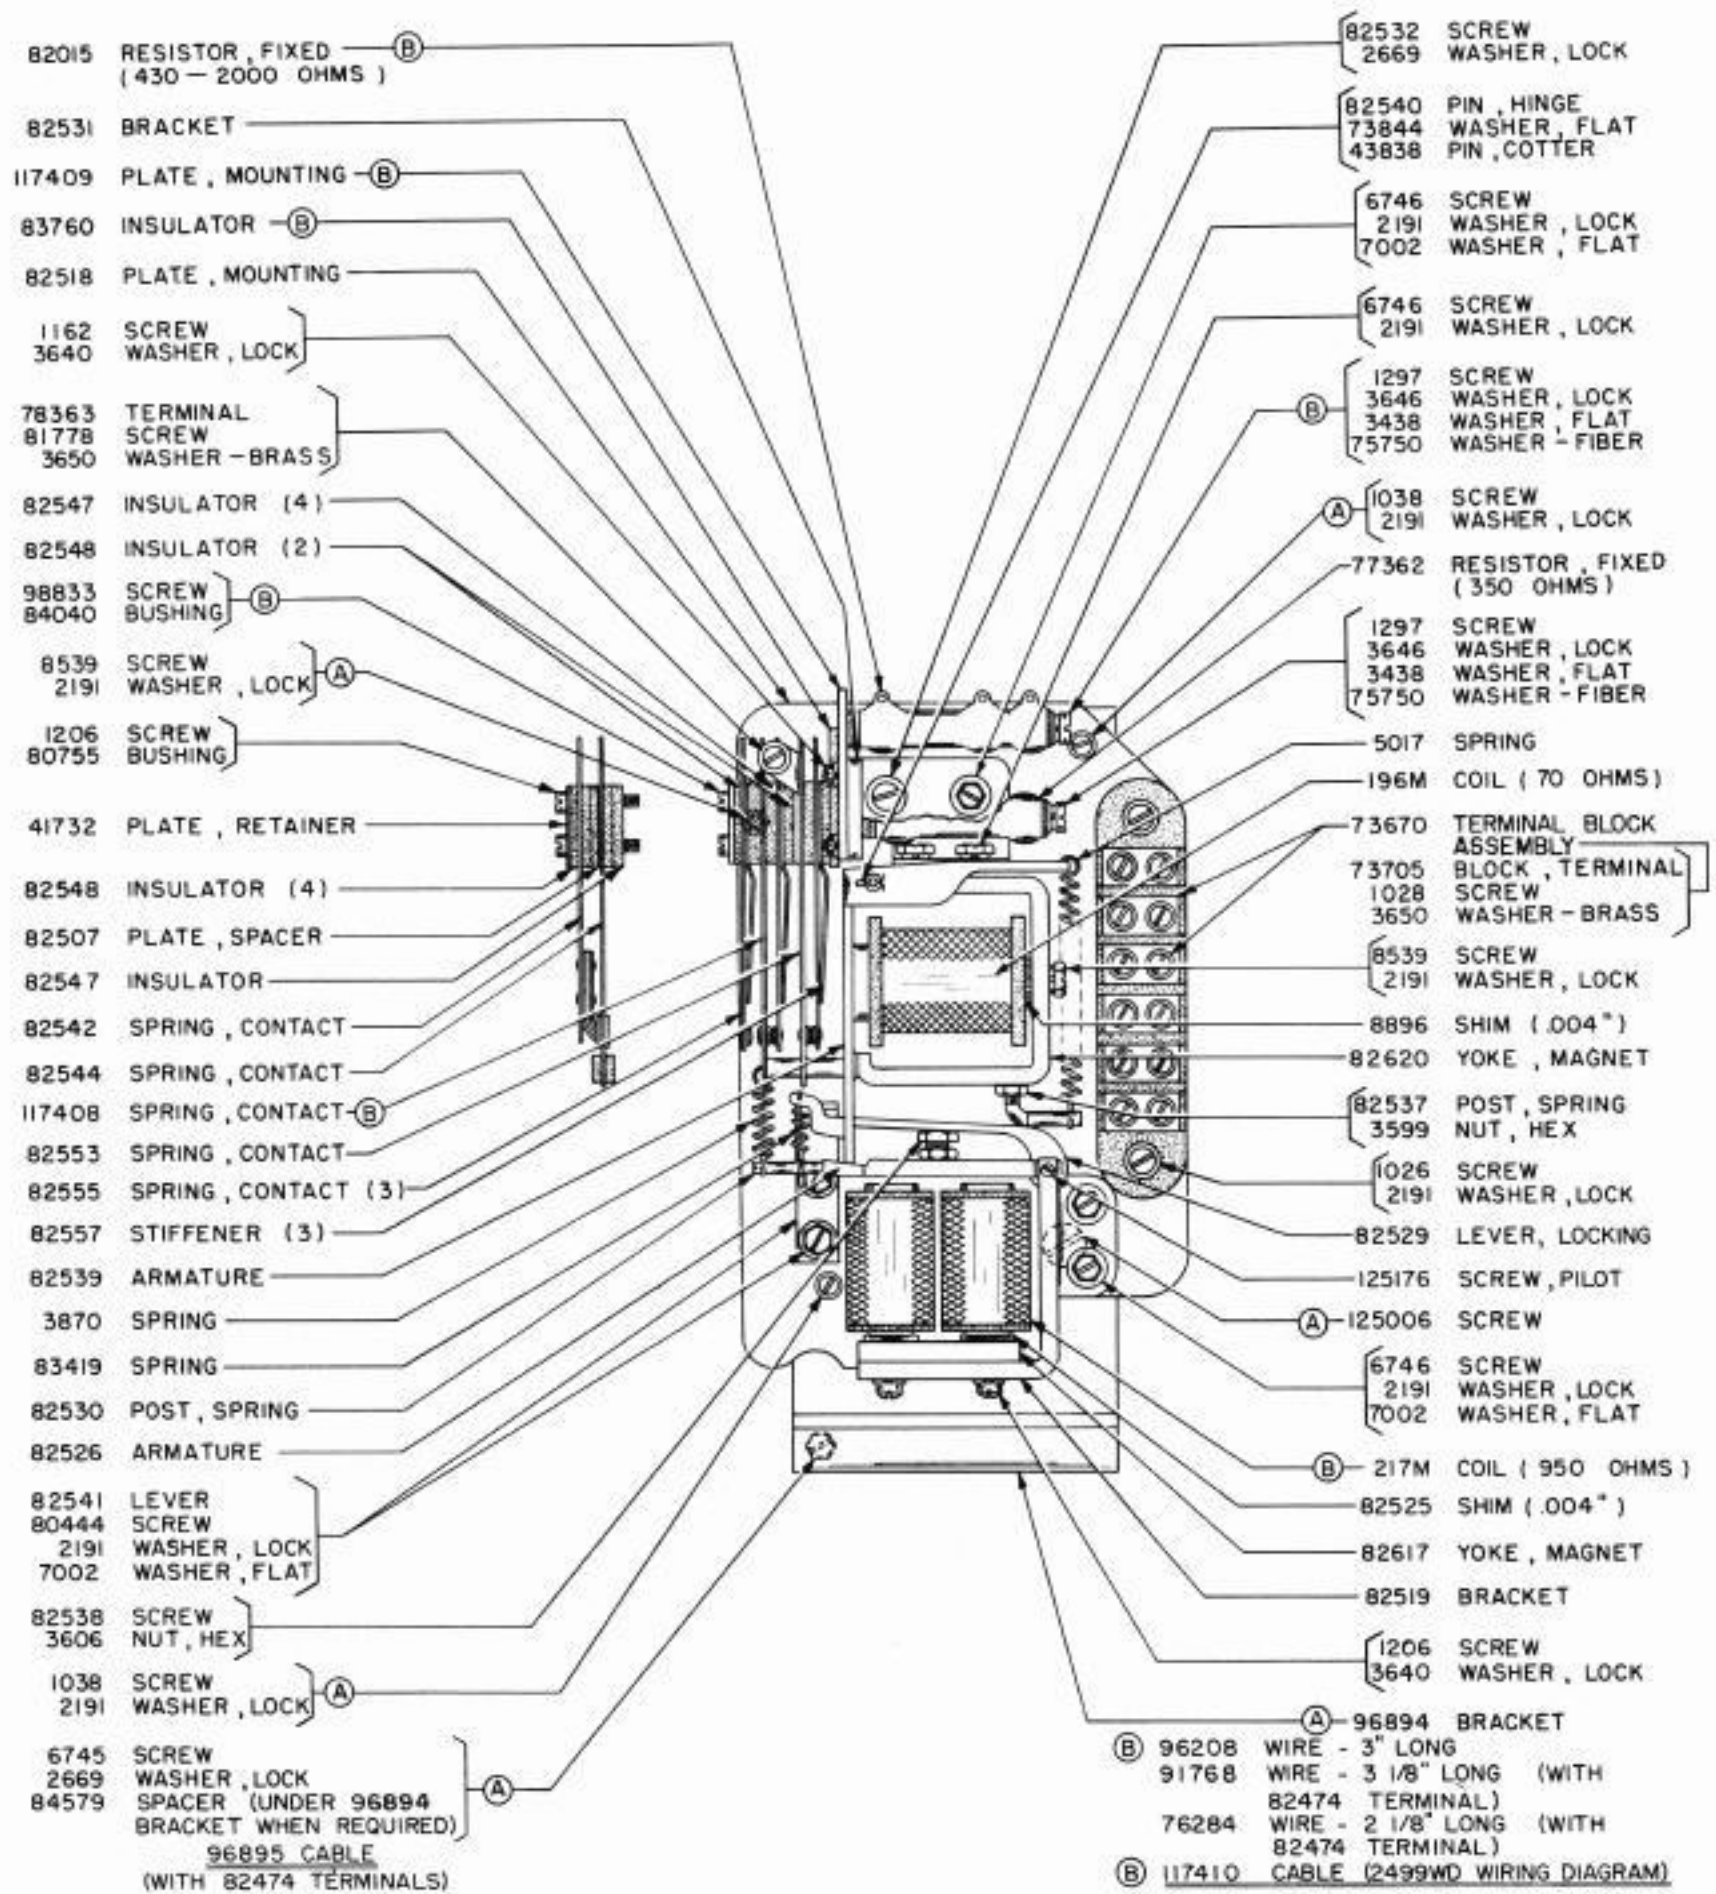 82015 RESISTOR, FIXED Ⓑ
(430 — 2000 OHMS)
82531 BRACKET
117409 PLATE, MOUNTING Ⓑ
83760 INSULATOR Ⓑ
82518 PLATE, MOUNTING
1162 SCREW
3640 WASHER, LOCK
78363 TERMINAL
81778 SCREW
3650 WASHER - BRASS
82547 INSULATOR (4)
82548 INSULATOR (2)
98833 SCREW
84040 BUSHING Ⓑ
8539 SCREW
2191 WASHER, LOCK Ⓐ
1206 SCREW
80755 BUSHING
41732 PLATE, RETAINER
82548 INSULATOR (4)
82507 PLATE, SPACER
82547 INSULATOR
82542 SPRING, CONTACT
82544 SPRING, CONTACT
117408 SPRING, CONTACT Ⓑ
82553 SPRING, CONTACT
82555 SPRING, CONTACT (3)
82557 STIFFENER (3)
82539 ARMATURE
3870 SPRING
83419 SPRING
82530 POST, SPRING
82526 ARMATURE
82541 LEVER
80444 SCREW
2191 WASHER, LOCK
7002 WASHER, FLAT
82538 SCREW
3606 NUT, HEX
1038 SCREW
2191 WASHER, LOCK Ⓐ
6745 SCREW
2669 WASHER, LOCK Ⓐ
84579 SPACER (UNDER 96894
BRACKET WHEN REQUIRED)
96895 CABLE
(WITH 82474 TERMINALS)
82532 SCREW
2669 WASHER, LOCK
82540 PIN, HINGE
73844 WASHER, FLAT
43838 PIN, COTTER
6746 SCREW
2191 WASHER, LOCK
7002 WASHER, FLAT
6746 SCREW
2191 WASHER, LOCK
1297 SCREW
3646 WASHER, LOCK
Ⓑ 3438 WASHER, FLAT
75750 WASHER - FIBER
Ⓐ 1038 SCREW
2191 WASHER, LOCK
77362 RESISTOR, FIXED
(350 OHMS)
1297 SCREW
3646 WASHER, LOCK
3438 WASHER, FLAT
75750 WASHER - FIBER
5017 SPRING
196M COIL (70 OHMS)
73670 TERMINAL BLOCK
ASSEMBLY
73705 BLOCK, TERMINAL
1028 SCREW
3650 WASHER - BRASS
8539 SCREW
2191 WASHER, LOCK
8896 SHIM (.004")
82620 YOKE, MAGNET
82537 POST, SPRING
3599 NUT, HEX
1026 SCREW
2191 WASHER, LOCK
82529 LEVER, LOCKING
125176 SCREW, PILOT
Ⓐ 125006 SCREW
6746 SCREW
2191 WASHER, LOCK
7002 WASHER, FLAT
Ⓑ 217M COIL (950 OHMS)
82525 SHIM (.004")
82617 YOKE, MAGNET
82519 BRACKET
1206 SCREW
3640 WASHER, LOCK
Ⓐ 96894 BRACKET
Ⓑ 96208 WIRE - 3" LONG
91768 WIRE - 3 1/8" LONG (WITH
82474 TERMINAL)
76284 WIRE - 2 1/8" LONG (WITH
82474 TERMINAL)
Ⓑ 117410 CABLE (2499WD WIRING DIAGRAM)